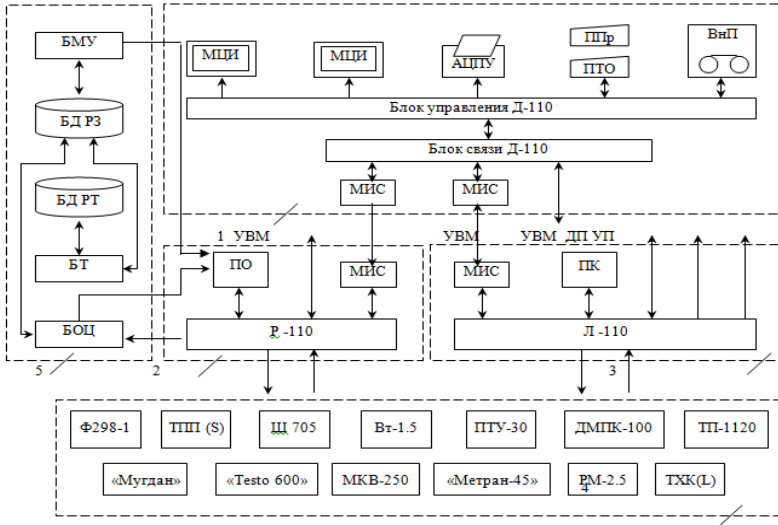 БМУ
БД РЗ
БД РТ
БТ
БОЦ
5
МЦИ
МЦИ
АЦПУ
ППр
ПТО
ВнП
Блок управления Д-110
Блок связи Д-110
МИС
МИС
1 УВМ
УВМ
УВМ ДП УП
ПО
МИС
МИС
ПК
Р -110
Л -110
2
3
Ф298-1
ТПП (S)
Щ 705
Вт-1.5
ПТУ-30
ДМПК-100
ТП-1120
«Мугдан»
«Testo 600»
МКВ-250
«Метран-45»
РМ-2.5
ТХК(L)
4